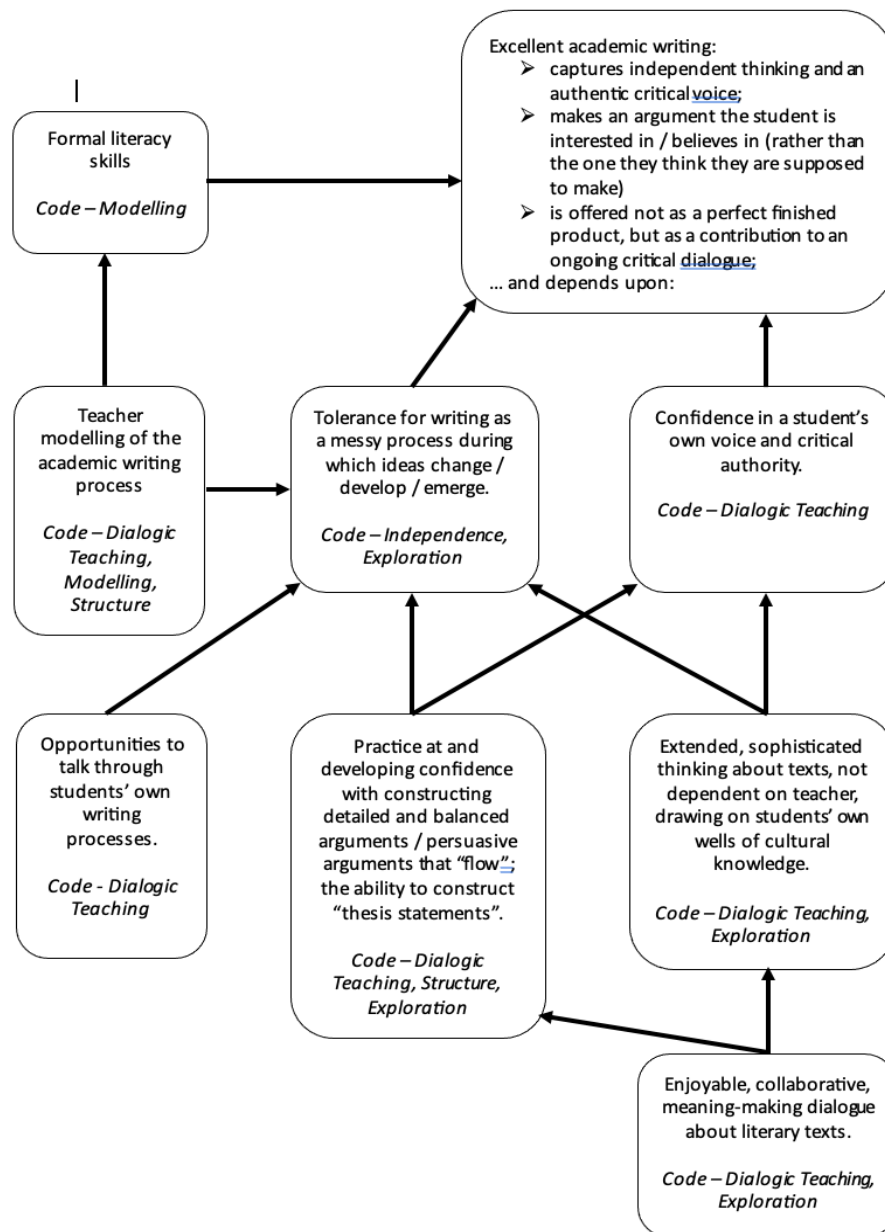 Excellent academic writing:
➢ captures independent thinking and an
authentic critical voice;
➢ makes an argument the student is
interested in / believes in (rather than
the one they think they are supposed
to make)
➢ is offered not as a perfect finished
product, but as a contribution to an
ongoing critical dialogue;
... and depends upon:
Formal literacy
skills
Code – Modelling
Teacher
modelling of the
academic writing
process
Code – Dialogic
Teaching,
Modelling,
Structure
Tolerance for writing as
a messy process during
which ideas change /
develop / emerge.
Code – Independence,
Exploration
Confidence in a student's
own voice and critical
authority.
Code – Dialogic Teaching
Opportunities to
talk through
students' own
writing
processes.
Code - Dialogic
Teaching
Practice at and
developing confidence
with constructing
detailed and balanced
arguments / persuasive
arguments that "flow";
the ability to construct
"thesis statements".
Code – Dialogic
Teaching, Structure,
Exploration
Extended, sophisticated
thinking about texts, not
dependent on teacher,
drawing on students' own
wells of cultural
knowledge.
Code – Dialogic Teaching,
Exploration
Enjoyable, collaborative,
meaning-making dialogue
about literary texts.
Code – Dialogic Teaching,
Exploration